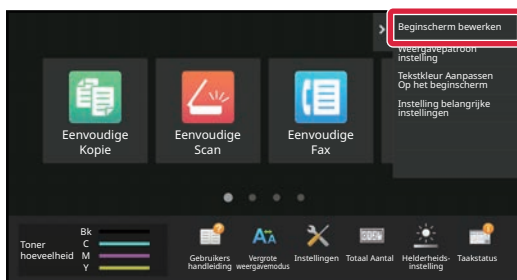 Beginscherm bewerken
Weergavepatroon
instelling
Tekstkleur Aanpassen
Op het beginscherm
Instelling belangrijke
instellingen
Eenvoudige
Kopie
Eenvoudige
Scan
Eenvoudige
Fax
Toner
hoeveelheid
Bk
C
M
Y
Gebruikers
handleiding
Vergrote
weergavemodus
Instellingen
Totaal Aantal
Helderheids-
instelling
Taakstatus